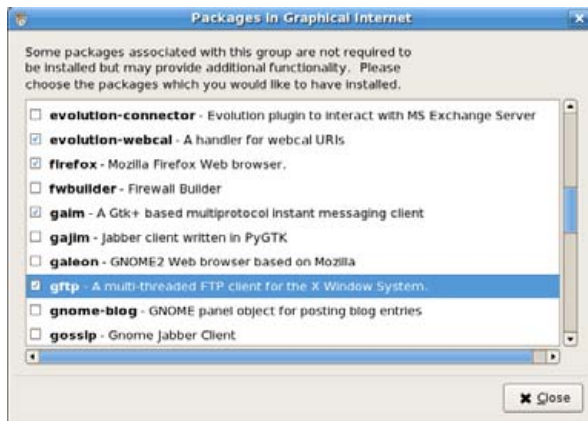 Packages in Graphical Internet
Some packages associated with this group are not required to
be installed but may provide additional functionality. Please
choose the packages which you would like to have installed.
evolution-connector - Evolution plugin to interact with MS Exchange Server
evolution-webcal - A handler for webcal URIs
firefox - Mozilla Firefox Web browser.
fwbuilder - Firewall Builder
gaim - A Gtk+ based multiprotocol instant messaging client
gajim - Jabber client written in PyGTK
galeon - GNOME2 Web browser based on Mozilla
gftp - A multi-threaded FTP client for the X Window System.
gnome-blog - GNOME panel object for posting blog entries
gossip - Gnome Jabber Client
Close